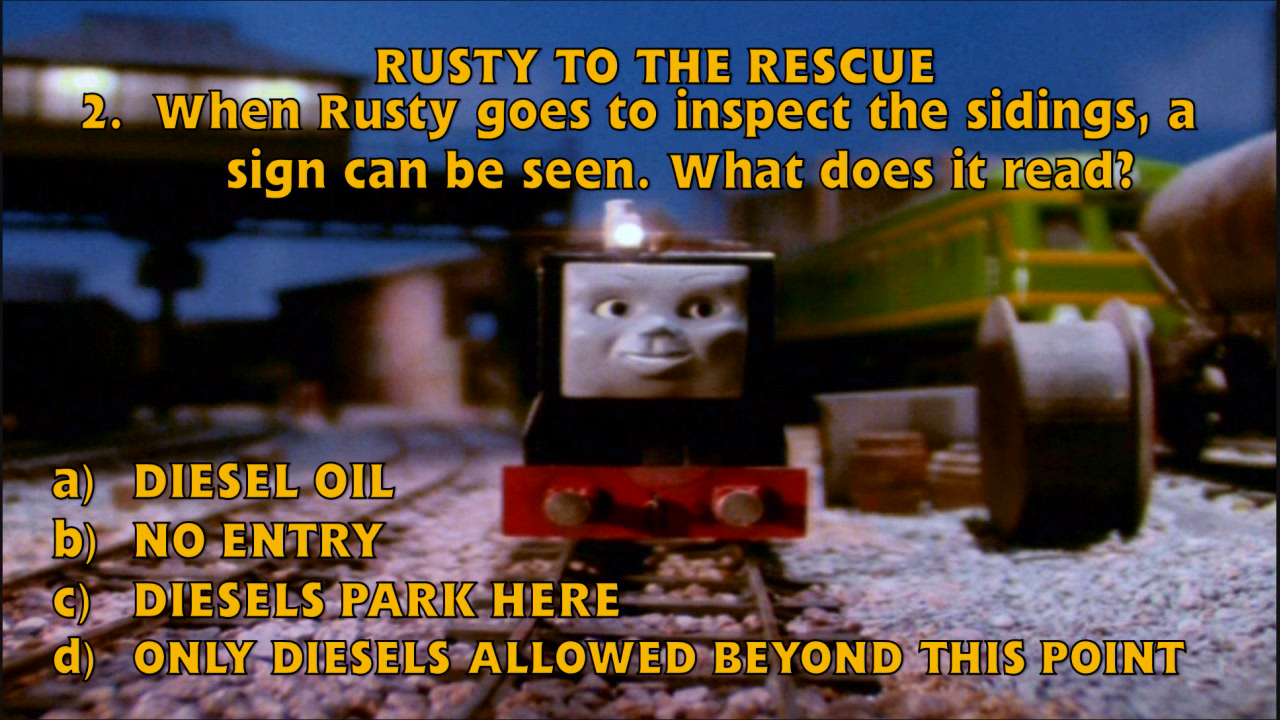 RUSTY TO THE RESCUE
2. When Rusty goes to inspect the sidings, a
sign can be seen. What does it read?
a) DIESEL OIL
b) NO ENTRY
c) DIESELS PARK HERE
d) ONLY DIESELS ALLOWED BEYOND THIS POINT